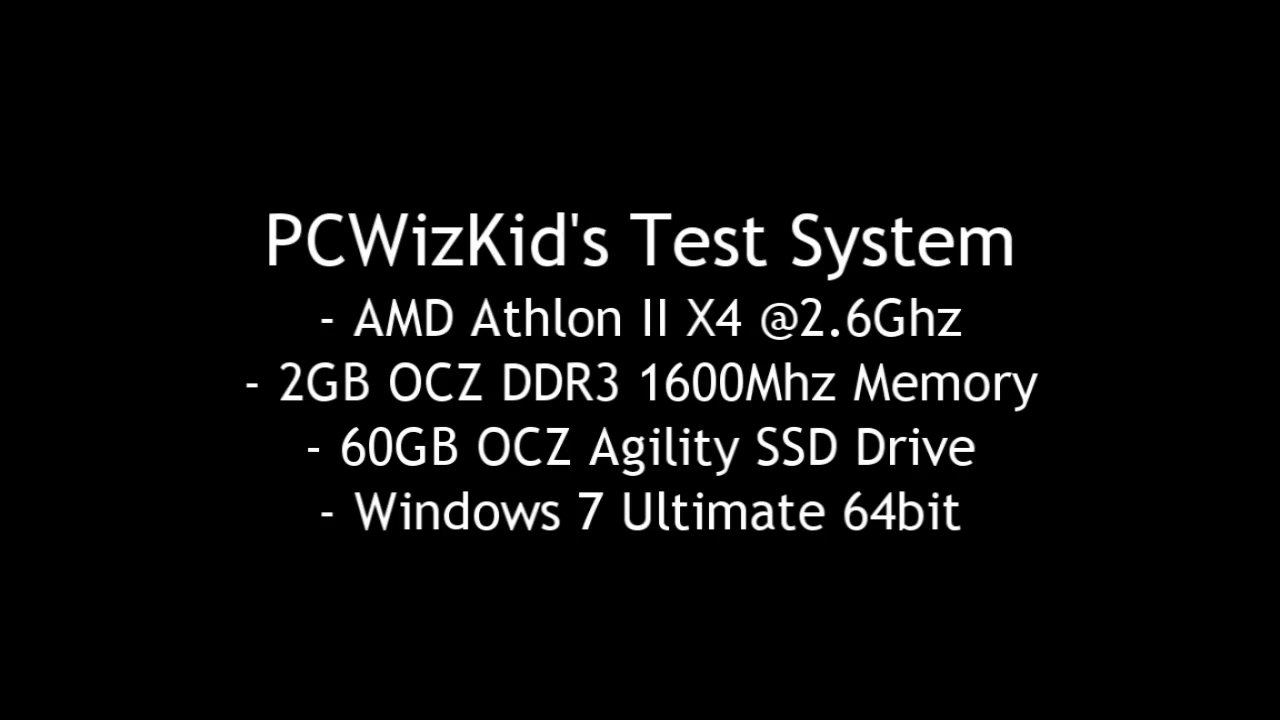 PCWizKid's Test System
- AMD Athlon II X4 @2.6Ghz
- 2GB OCZ DDR3 1600Mhz Memory
- 60GB OCZ Agility SSD Drive
- Windows 7 Ultimate 64bit